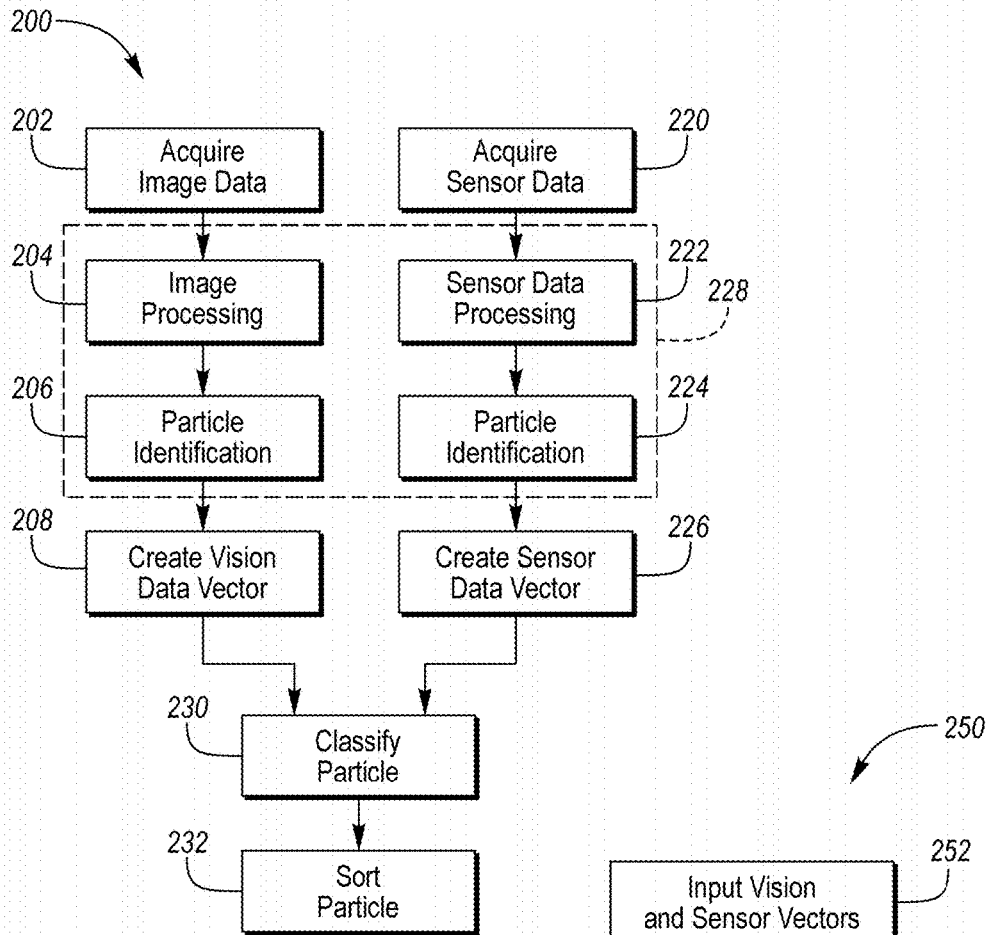 200
202
Acquire
Image Data
220
Acquire
Sensor Data
204
Image
Processing
222
Sensor Data
Processing
228
206
Particle
Identification
224
Particle
Identification
208
Create Vision
Data Vector
226
Create Sensor
Data Vector
230
Classify
Particle
250
232
Sort
Particle
252
Input Vision
and Sensor Vectors